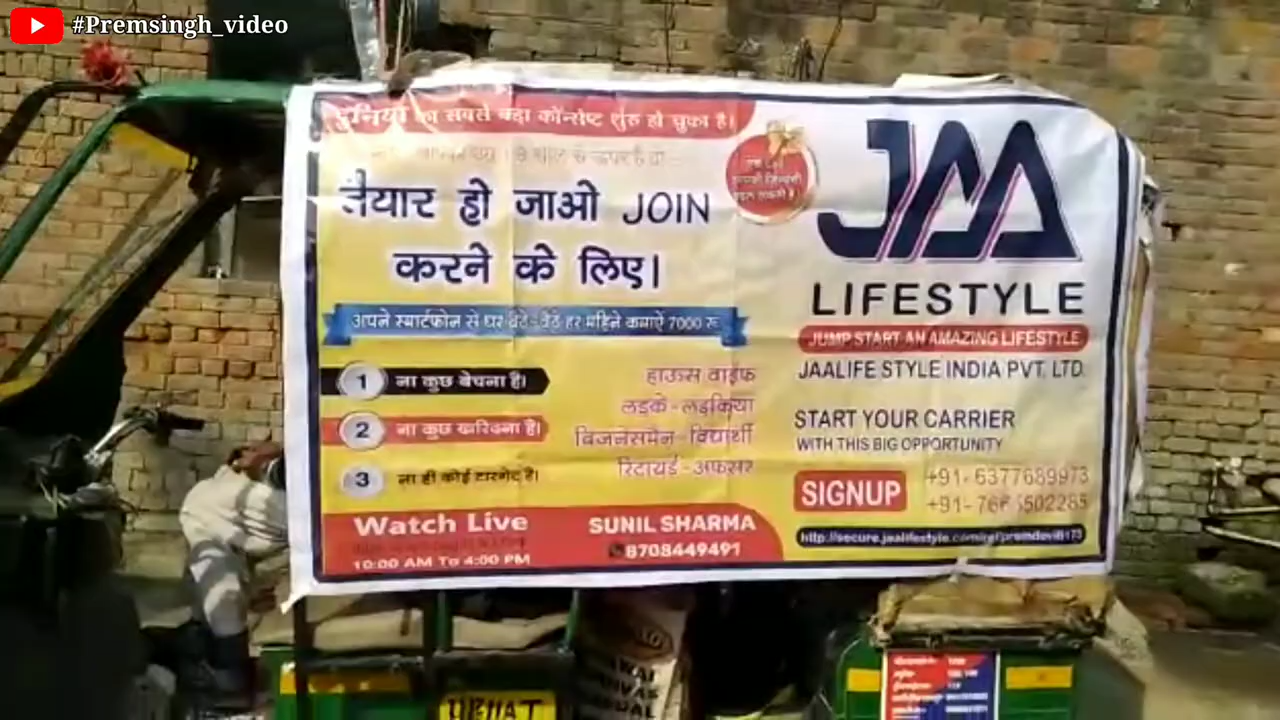 #Premsingh_video
दुनिया का सबसे बड़ा कॉन्सेप्ट शुरु हो चुका है।
तैयार हो जाओ JOIN
करने के लिए।
अपने स्मार्टफोन से घर बैठे-बैठे हर महिने कमाऐं 7000 रू
1 ना कुछ बेचना है।
2 ना कुछ खरिदना है।
3 ना ही कोई टारगेट है।
हाऊस वाईफ
लड़के-लड़किया
बिजनेसमैन-विद्यार्थी
रिटायर्ड-अफसर
Watch Live
10:00 AM To 4:00 PM
SUNIL SHARMA
8708449491
JAA
LIFESTYLE
JUMP START AN AMAZING LIFESTYLE
JAALIFE STYLE INDIA PVT. LTD.
START YOUR CARRIER
WITH THIS BIG OPPORTUNITY
SIGNUP
+91-6377689973